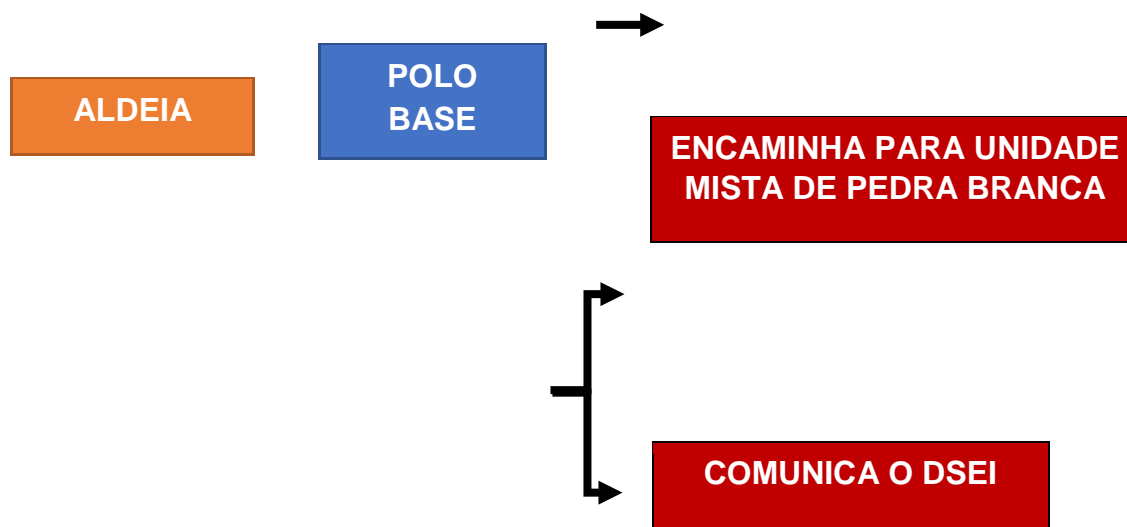 ALDEIA
POLO
BASE
ENCAMINHA PARA UNIDADE
MISTA DE PEDRA BRANCA
COMUNICA O DSEI